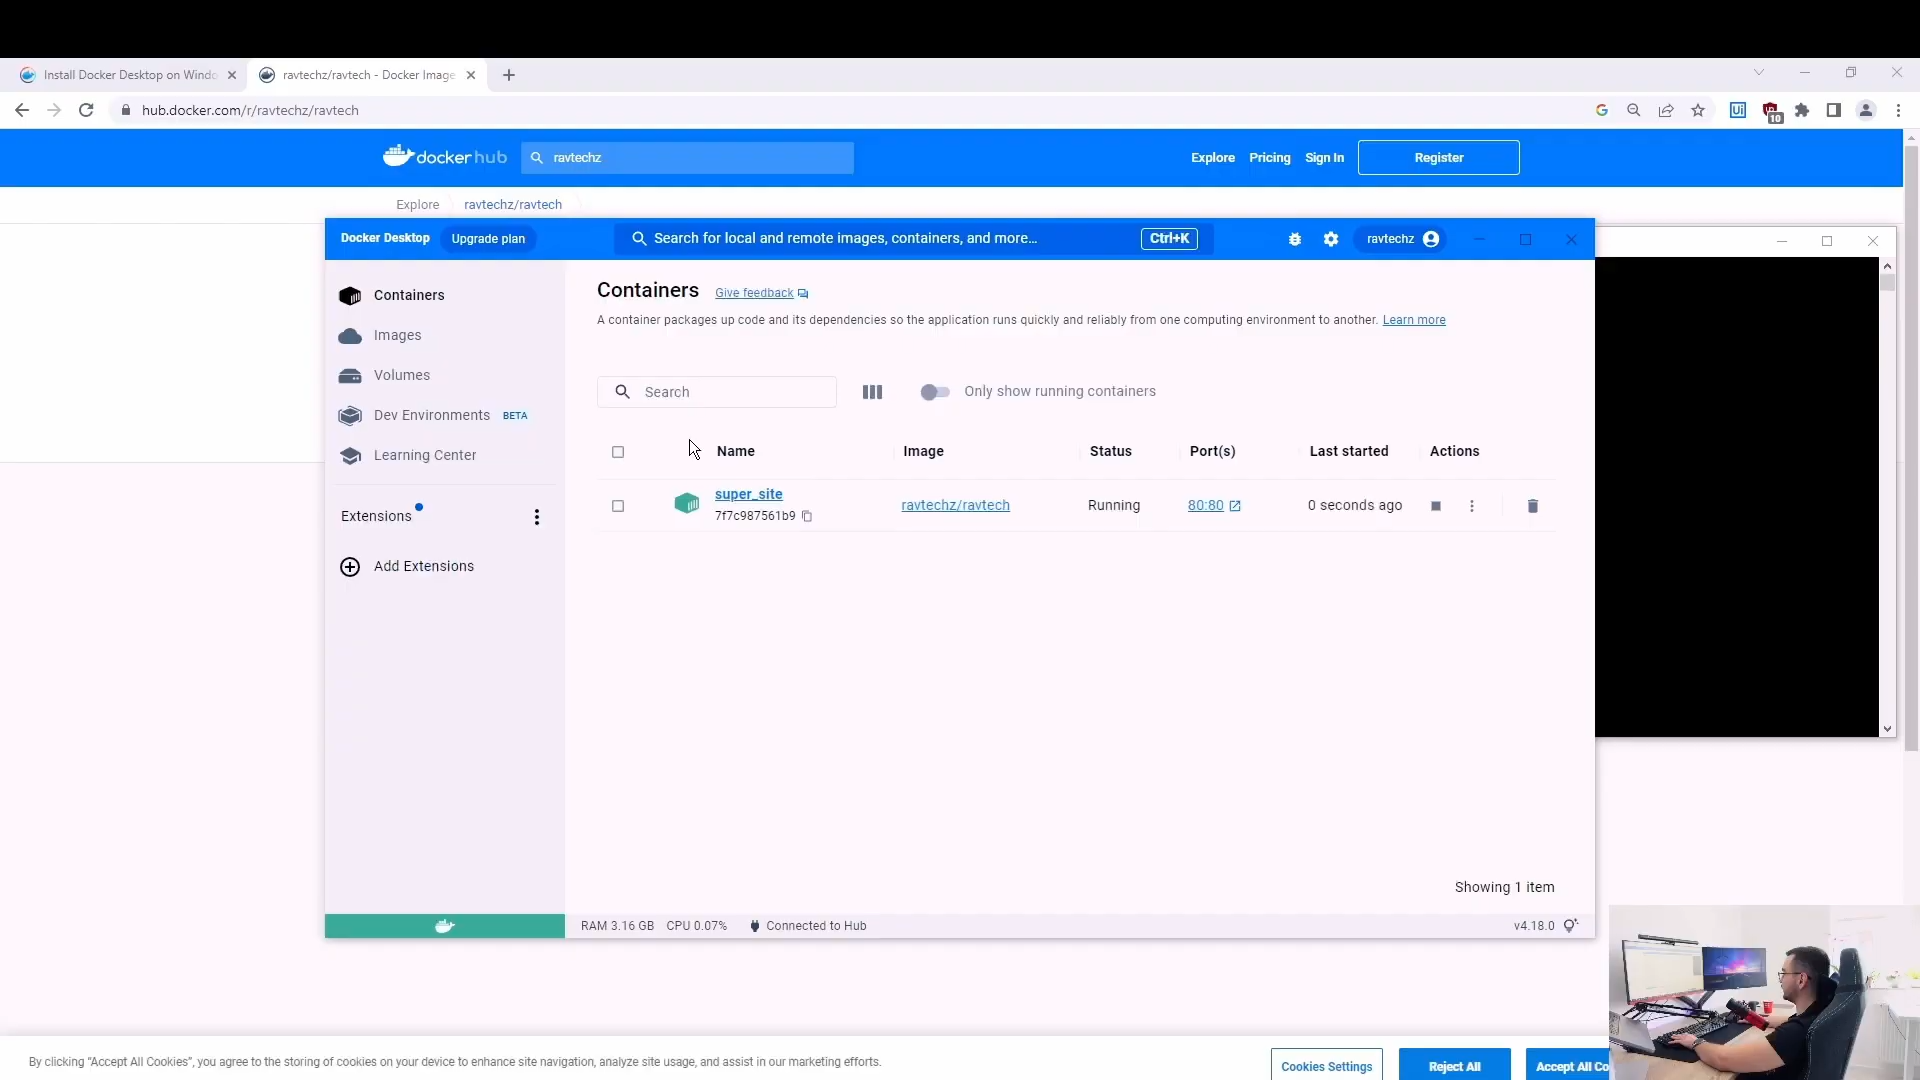 Install Docker Desktop on Windo
ravtechz/ravtech - Docker Image
hub.docker.com/r/ravtechz/ravtech
10
dockerhub
ravtechz
Explore
Pricing
Sign In
Register
Explore
ravtechz/ravtech
Docker Desktop
Upgrade plan
Search for local and remote images, containers, and more...
Ctrl+K
ravtechz
Containers
Images
Volumes
Dev Environments
BETA
Learning Center
Extensions
Add Extensions
Containers
Give feedback
A container packages up code and its dependencies so the application runs quickly and reliably from one computing environment to another. Learn more
Search
Only show running containers
Name
Image
Status
Port(s)
Last started
Actions
super_site
7f7c987561b9
ravtechz/ravtech
Running
80:80
0 seconds ago
Showing 1 item
RAM 3.16 GB
CPU 0.07%
Connected to Hub
v4.18.0
By clicking “Accept All Cookies”, you agree to the storing of cookies on your device to enhance site navigation, analyze site usage, and assist in our marketing efforts.
Cookies Settings
Reject All
Accept All Co